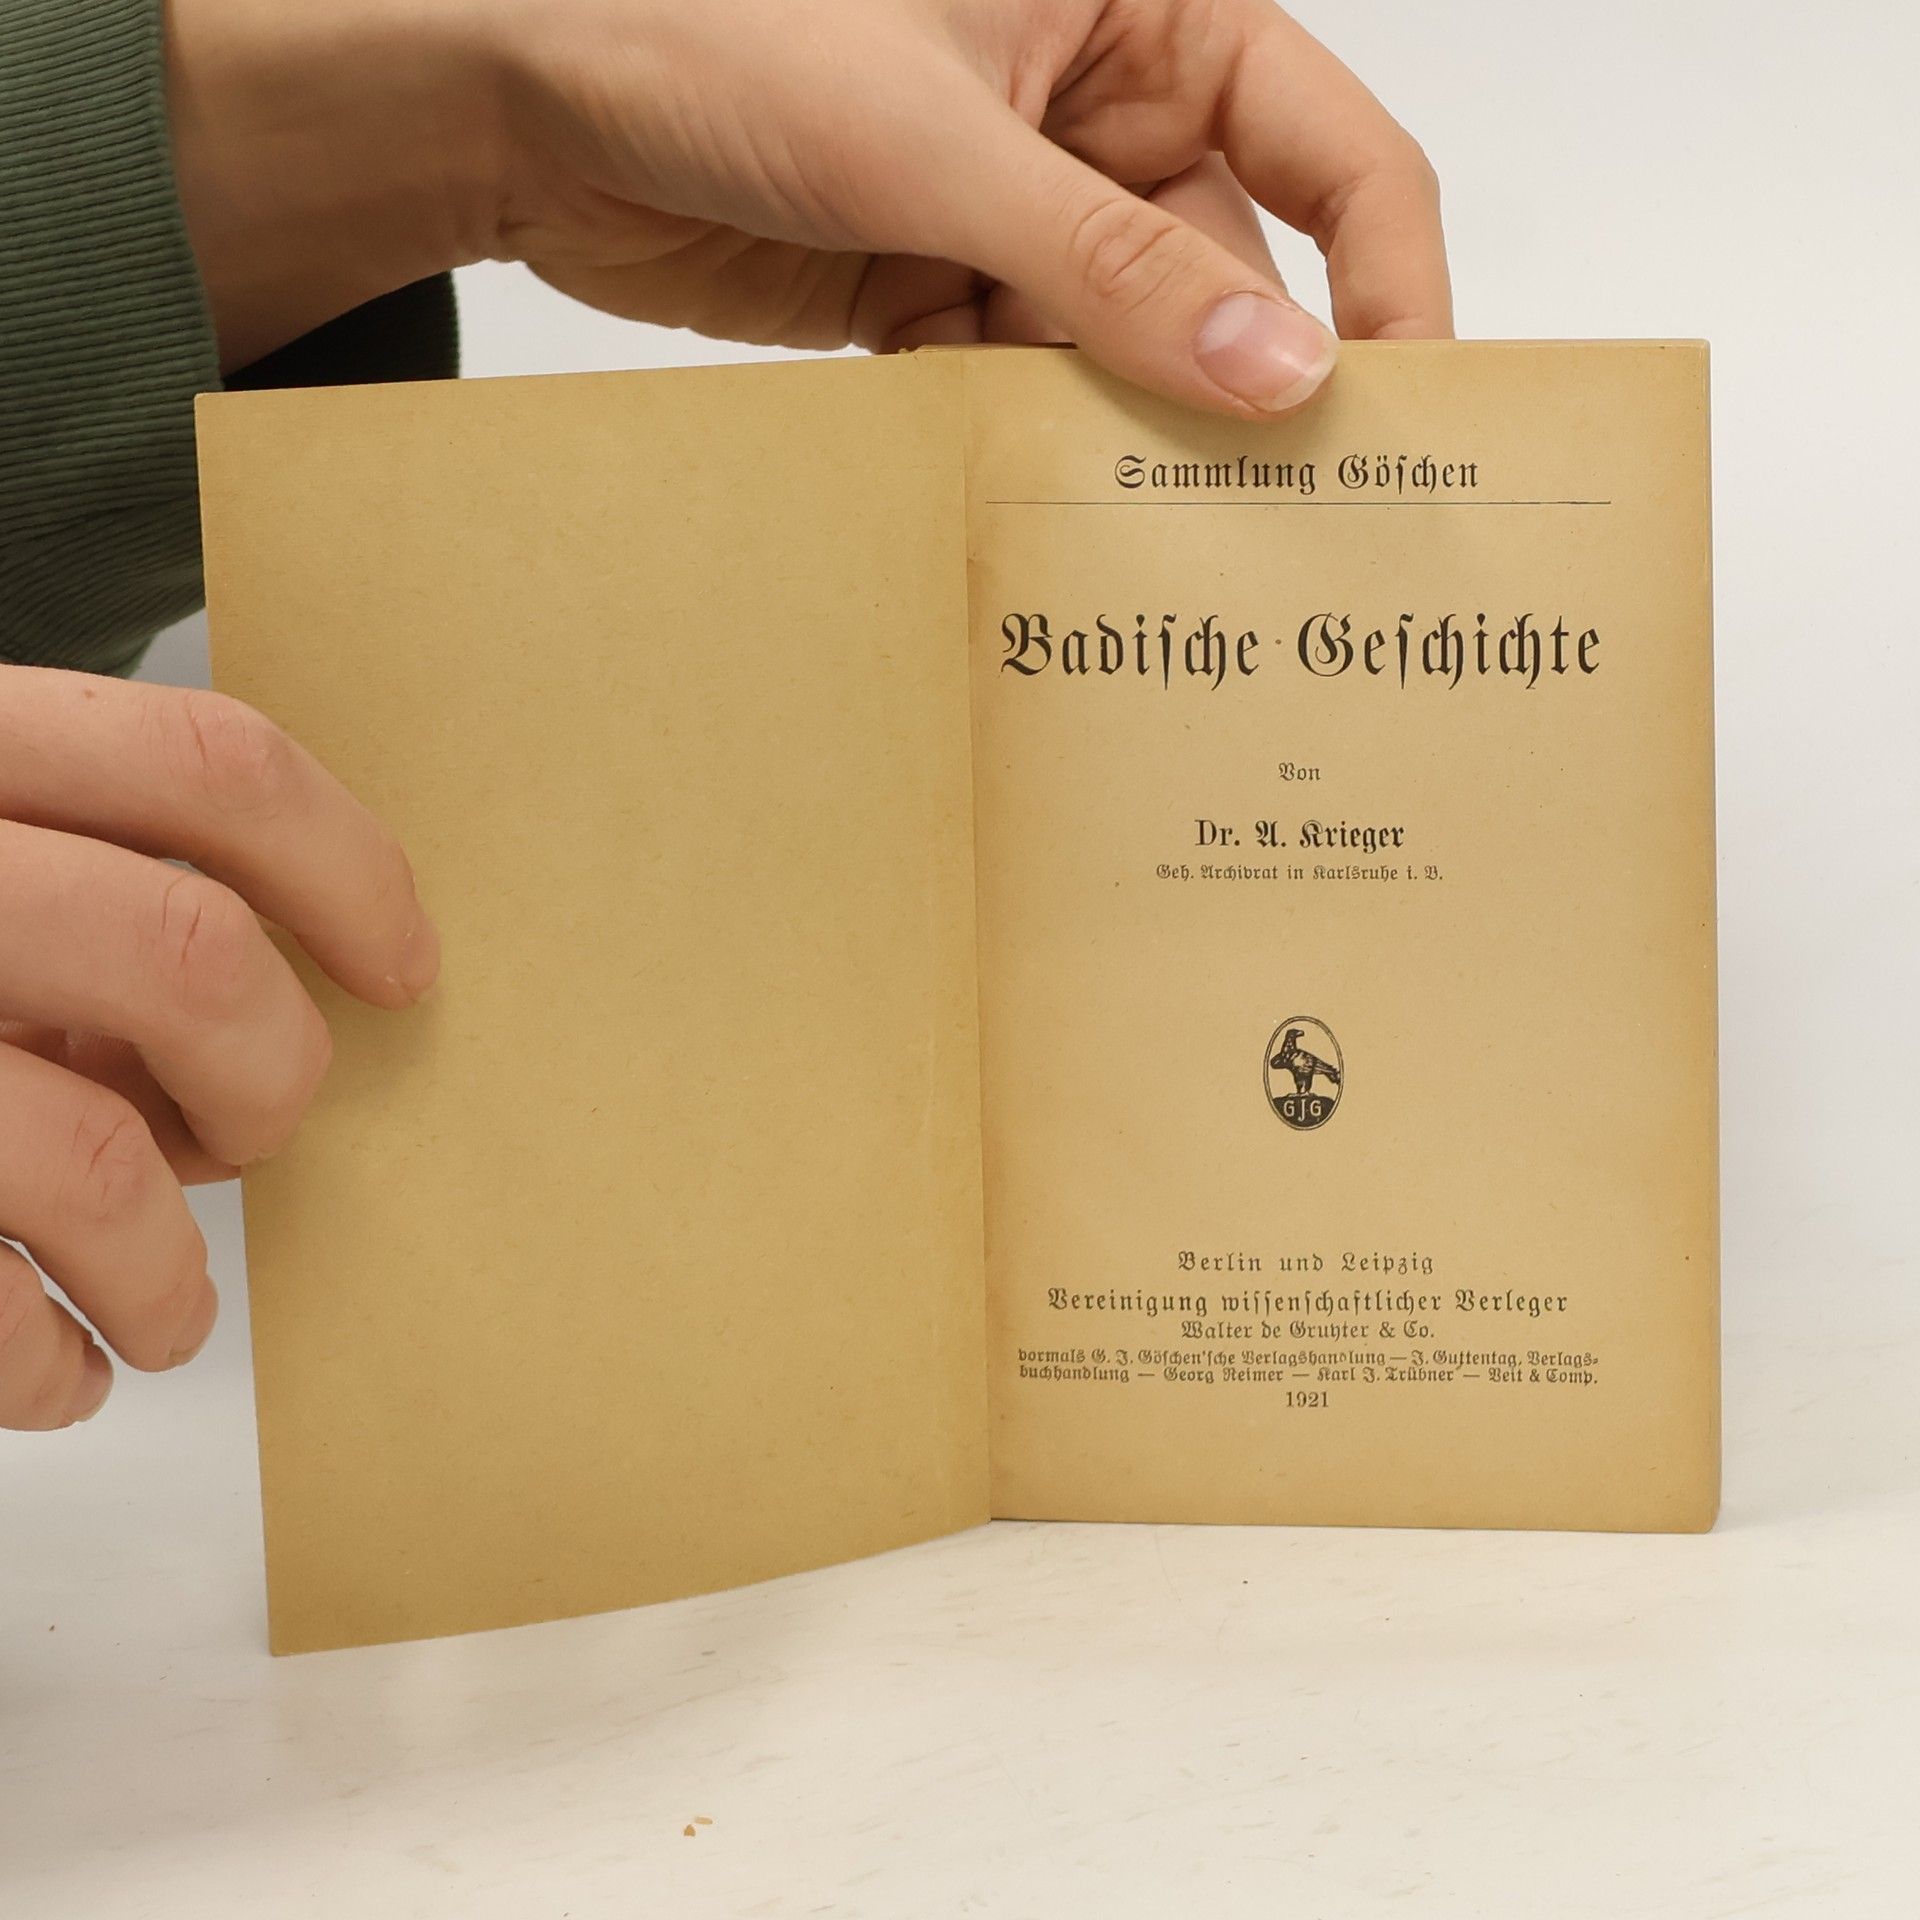 Sammlung Göschen
Badische Geschichte
Von
Dr. A. Krieger
Geh. Archivrat in Karlsruhe i. B.
GJG
Berlin und Leipzig
Vereinigung wissenschaftlicher Verleger
Walter de Gruyter & Co.
vormals G. J. Göschen'sche Verlagshandlung — J. Guttentag, Verlags-
buchhandlung — Georg Reimer — Karl J. Trübner — Veit & Comp.
1921